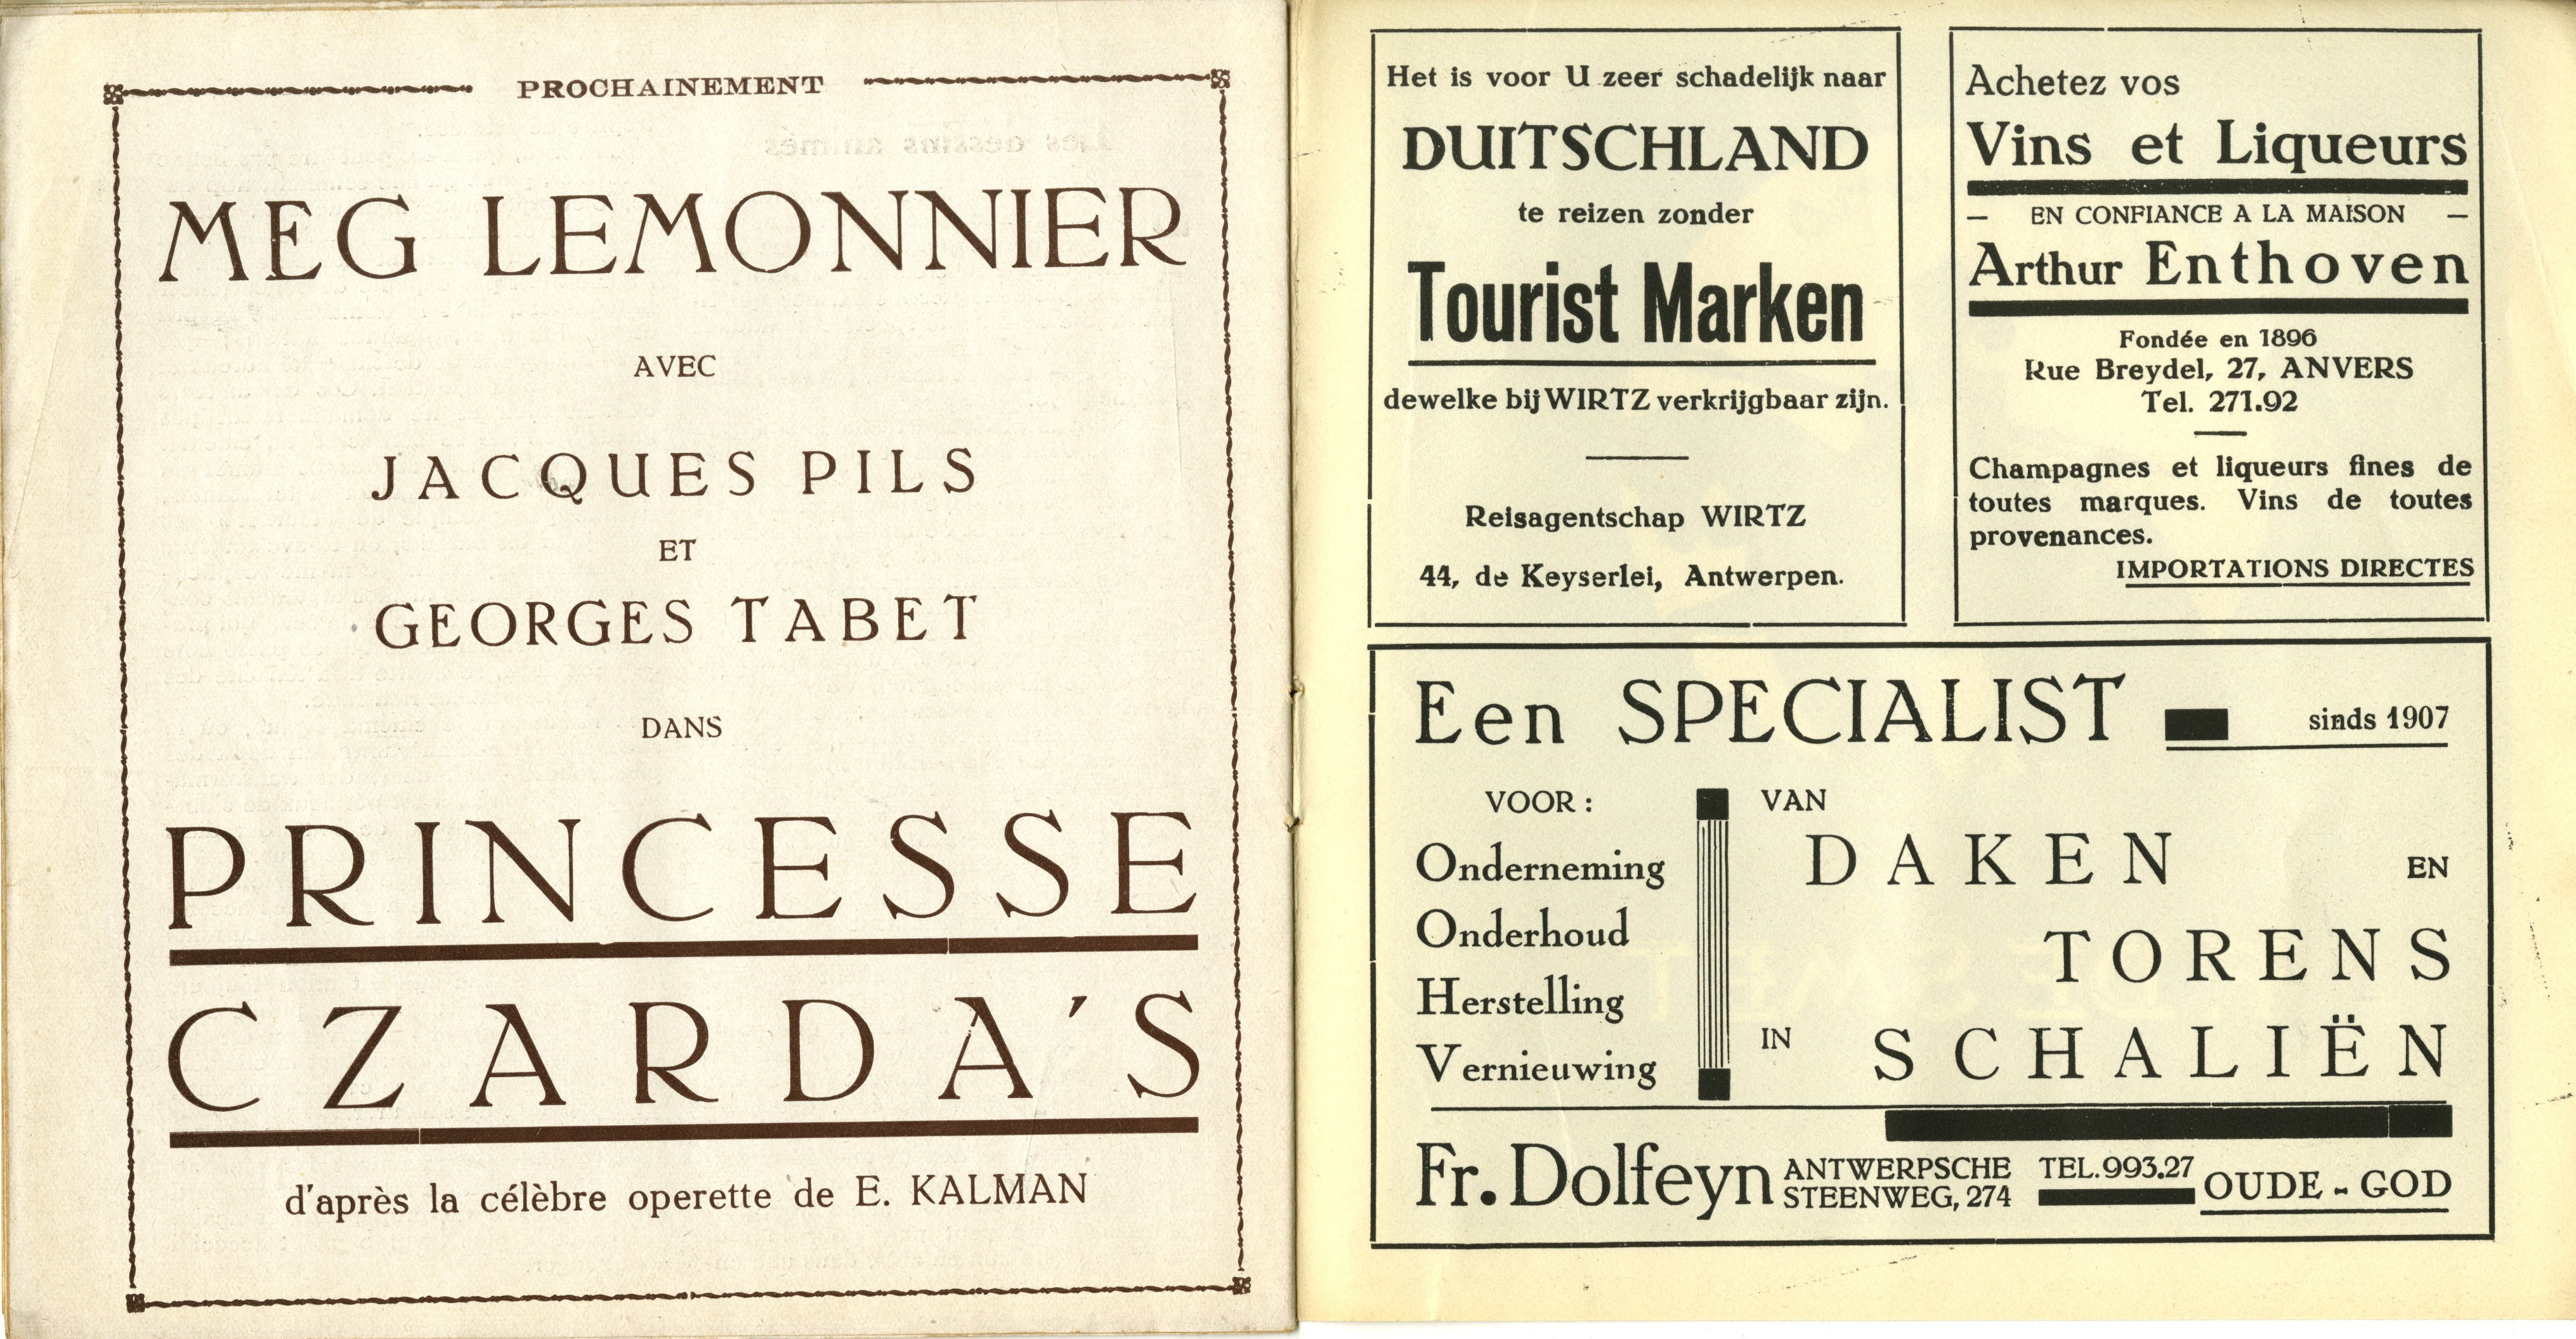 PROCHAINEMENT
MEG LEMONNIER
AVEC
JACQUES PILS
ET
GEORGES TABET
DANS
PRINCESSE
CZARDA'S
d'après la célèbre operette de E. KALMAN
Het is voor U zeer schadelijk naar
DUITSCHLAND
te reizen zonder
Tourist Marken
dewelke bij WIRTZ verkrijgbaar zijn.
Reisagentschap WIRTZ
44, de Keyserlei, Antwerpen.
Achetez vos
Vins et Liqueurs
— EN CONFIANCE A LA MAISON —
Arthur Enthoven
Fondée en 1896
Rue Breydel, 27, ANVERS
Tel. 271.92
Champagnes et liqueurs fines de
toutes marques. Vins de toutes
provenances.
IMPORTATIONS DIRECTES
Een SPECIALIST sinds 1907
VOOR :
Onderneming
Onderhoud
Herstelling
Vernieuwing
VAN
DAKEN EN
TORENS
IN SCHALIËN
Fr. Dolfeyn ANTWERPSCHE STEENWEG, 274 TEL. 993.27 OUDE - GOD